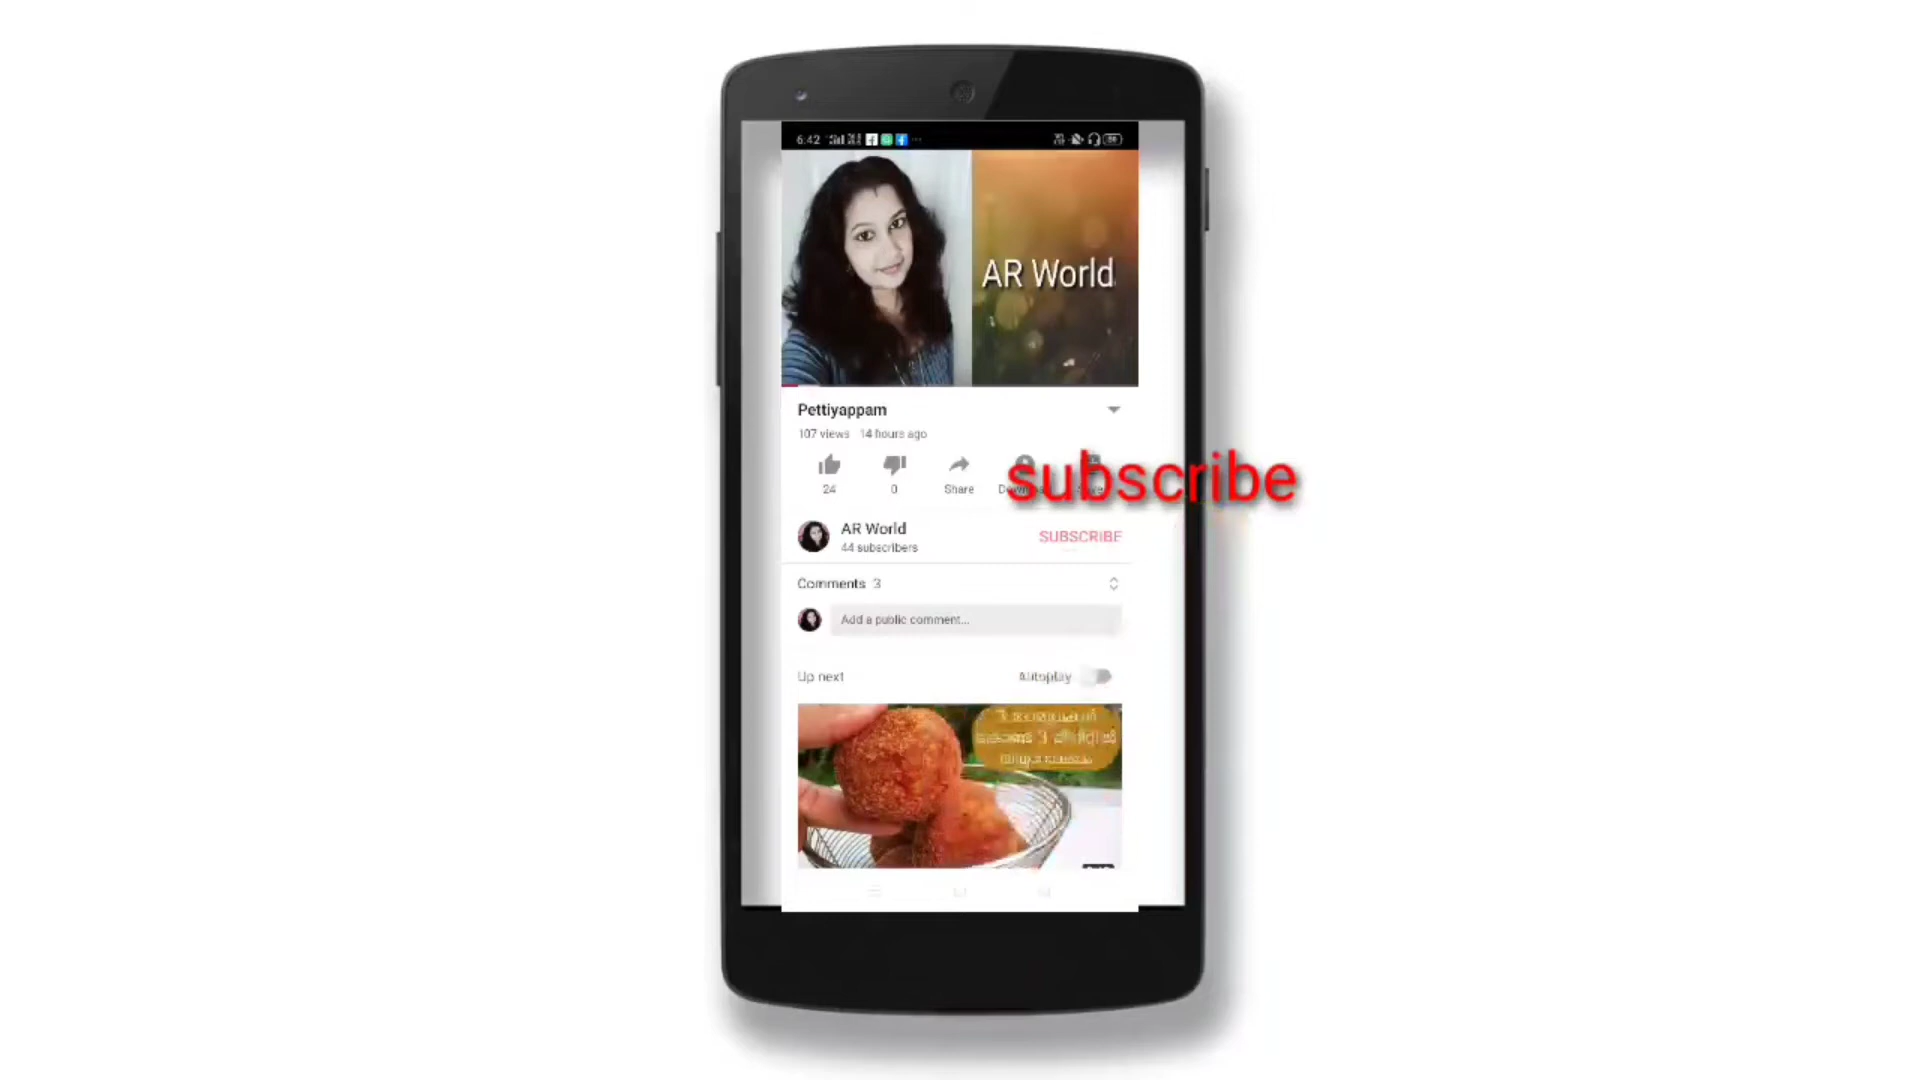 6.42
AR World
Pettiyappam
107 views 14 hours ago
subscribe
24
0
Share
AR World
44 subscribers
SUBSCRIBE
Comments 3
Add a public comment...
Up next
Autoplay